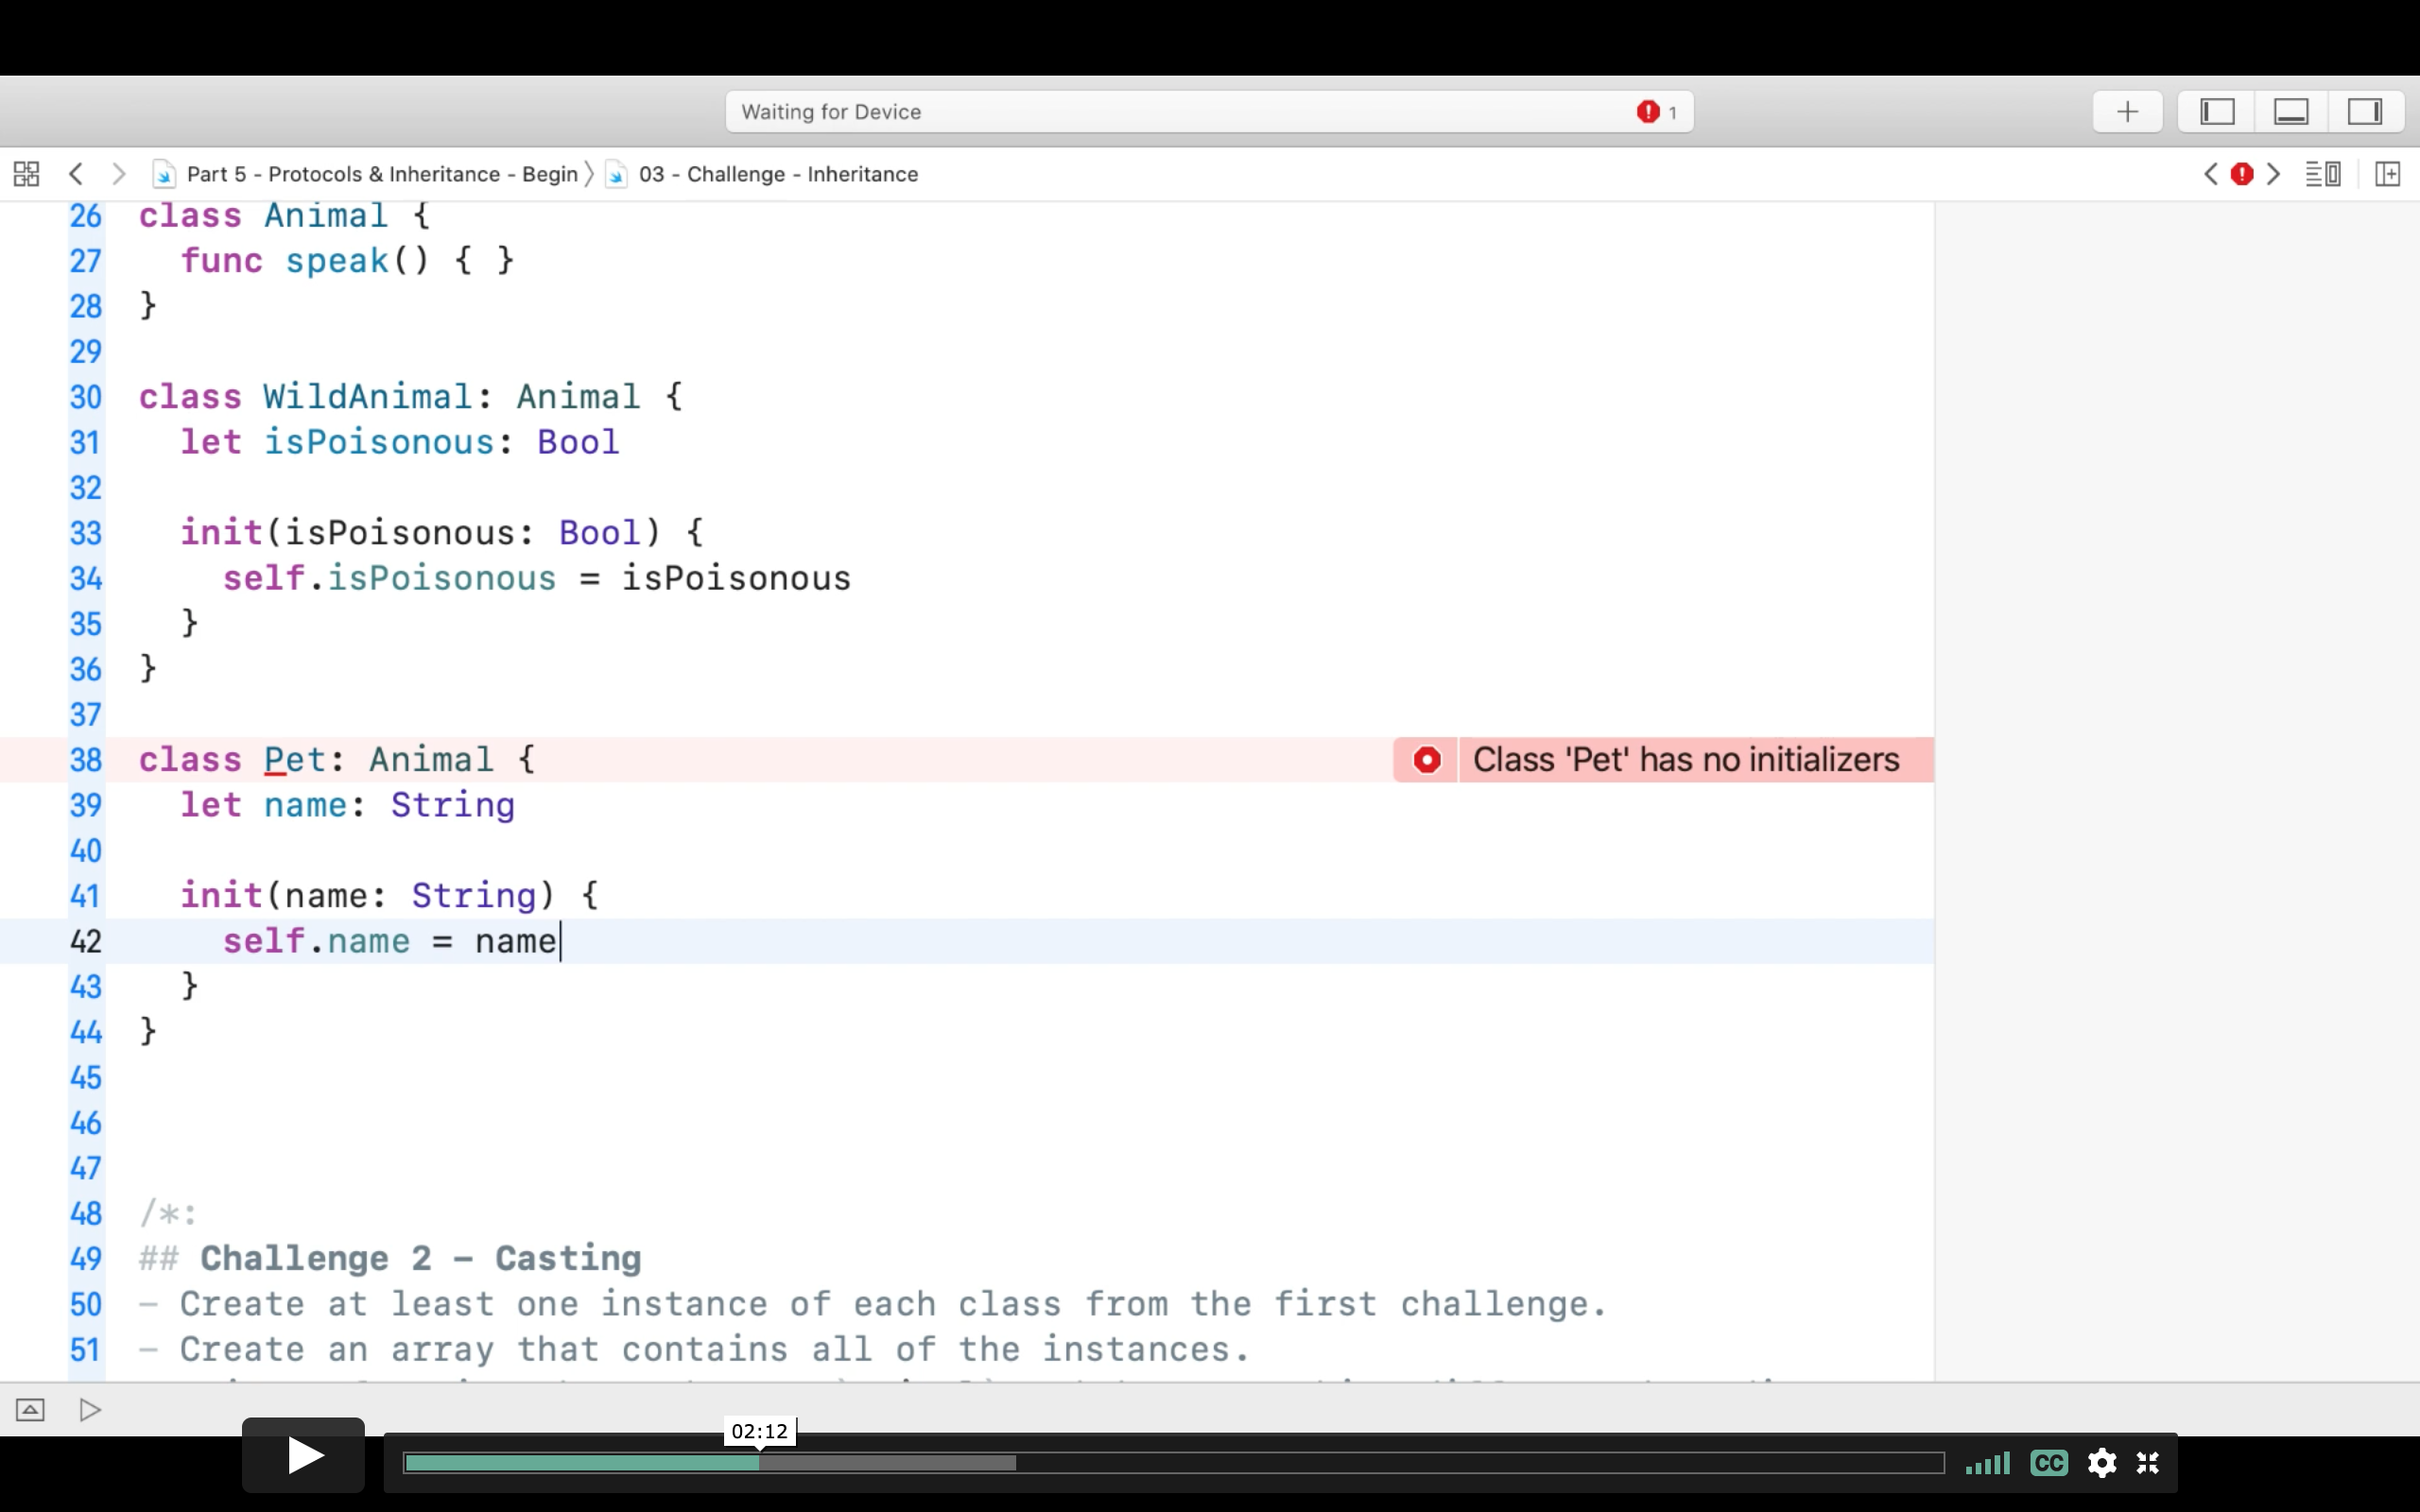 Waiting for Device 1
Part 5 - Protocols & Inheritance - Begin 〉 03 - Challenge - Inheritance
26 class Animal {
27 func speak() { }
28 }
29
30 class WildAnimal: Animal {
31 let isPoisonous: Bool
32
33 init(isPoisonous: Bool) {
34 self.isPoisonous = isPoisonous
35 }
36 }
37
38 class Pet: Animal { Class 'Pet' has no initializers
39 let name: String
40
41 init(name: String) {
42 self.name = name
43 }
44 }
45
46
47
48 /*:
49 ## Challenge 2 – Casting
50 – Create at least one instance of each class from the first challenge.
51 – Create an array that contains all of the instances.
02:12
CC